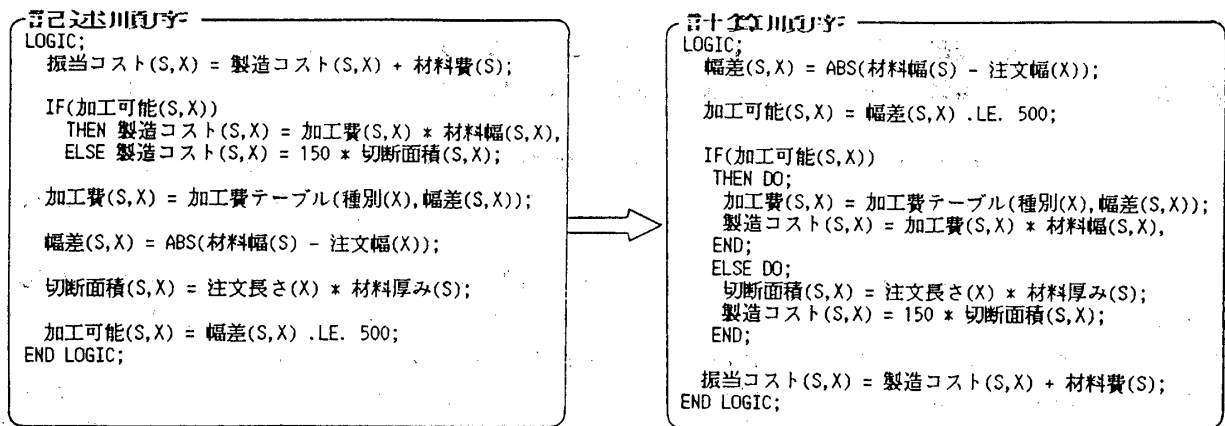 記述順序
LOGIC;
振当コスト(S,X) = 製造コスト(S,X) + 材料費(S);
IF(加工可能(S,X))
THEN 製造コスト(S,X) = 加工費(S,X) * 材料幅(S,X),
ELSE 製造コスト(S,X) = 150 * 切断面積(S,X);
加工費(S,X) = 加工費テーブル(種別(X),幅差(S,X));
幅差(S,X) = ABS(材料幅(S) - 注文幅(X));
切断面積(S,X) = 注文長さ(X) * 材料厚み(S);
加工可能(S,X) = 幅差(S,X) .LE. 500;
END LOGIC;
計算順序
LOGIC;
幅差(S,X) = ABS(材料幅(S) - 注文幅(X));
加工可能(S,X) = 幅差(S,X) .LE. 500;
IF(加工可能(S,X))
THEN DO;
加工費(S,X) = 加工費テーブル(種別(X),幅差(S,X));
製造コスト(S,X) = 加工費(S,X) * 材料幅(S,X),
END;
ELSE DO;
切断面積(S,X) = 注文長さ(X) * 材料厚み(S);
製造コスト(S,X) = 150 * 切断面積(S,X);
END;
振当コスト(S,X) = 製造コスト(S,X) + 材料費(S);
END LOGIC;